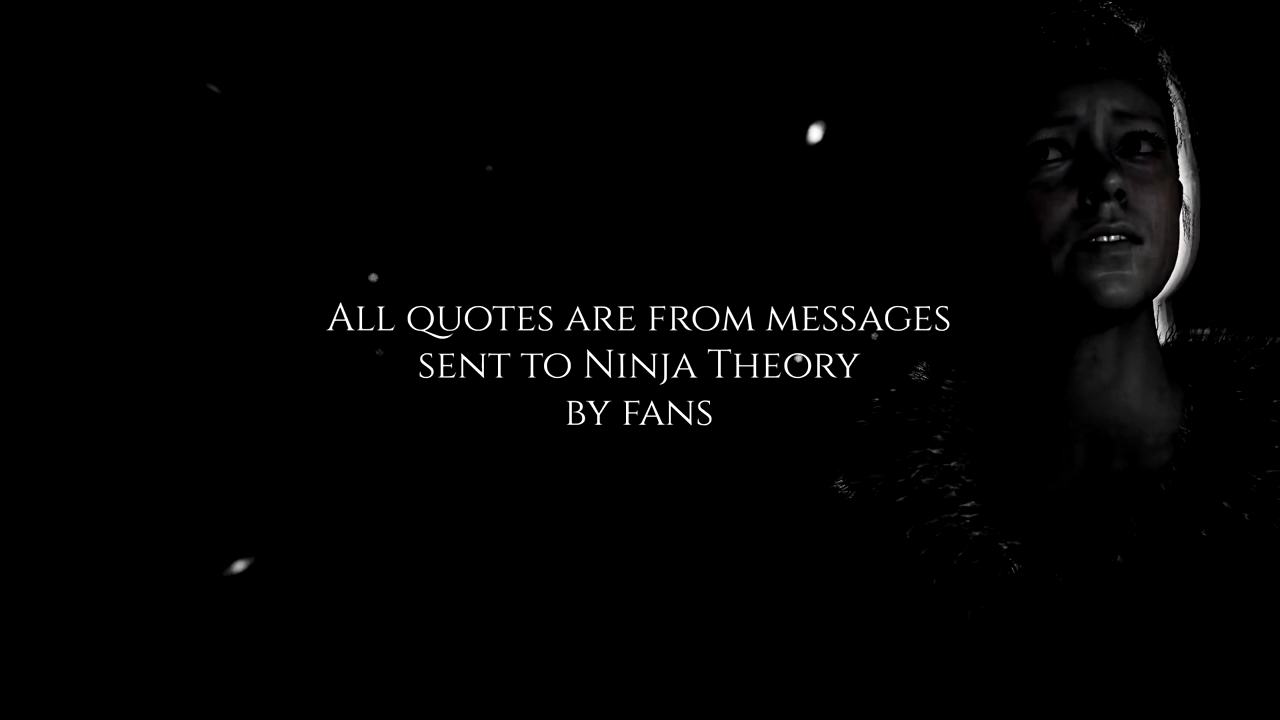 All quotes are from messages
sent to Ninja Theory
by fans